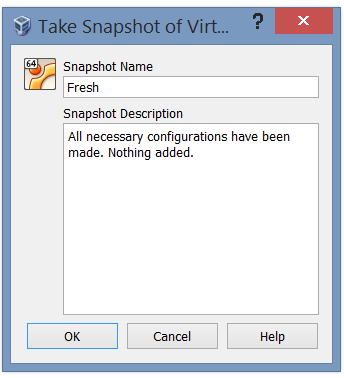 Take Snapshot of Virt...
?
64
Snapshot Name
Fresh
Snapshot Description
All necessary configurations have been
made. Nothing added.
OK
Cancel
Help